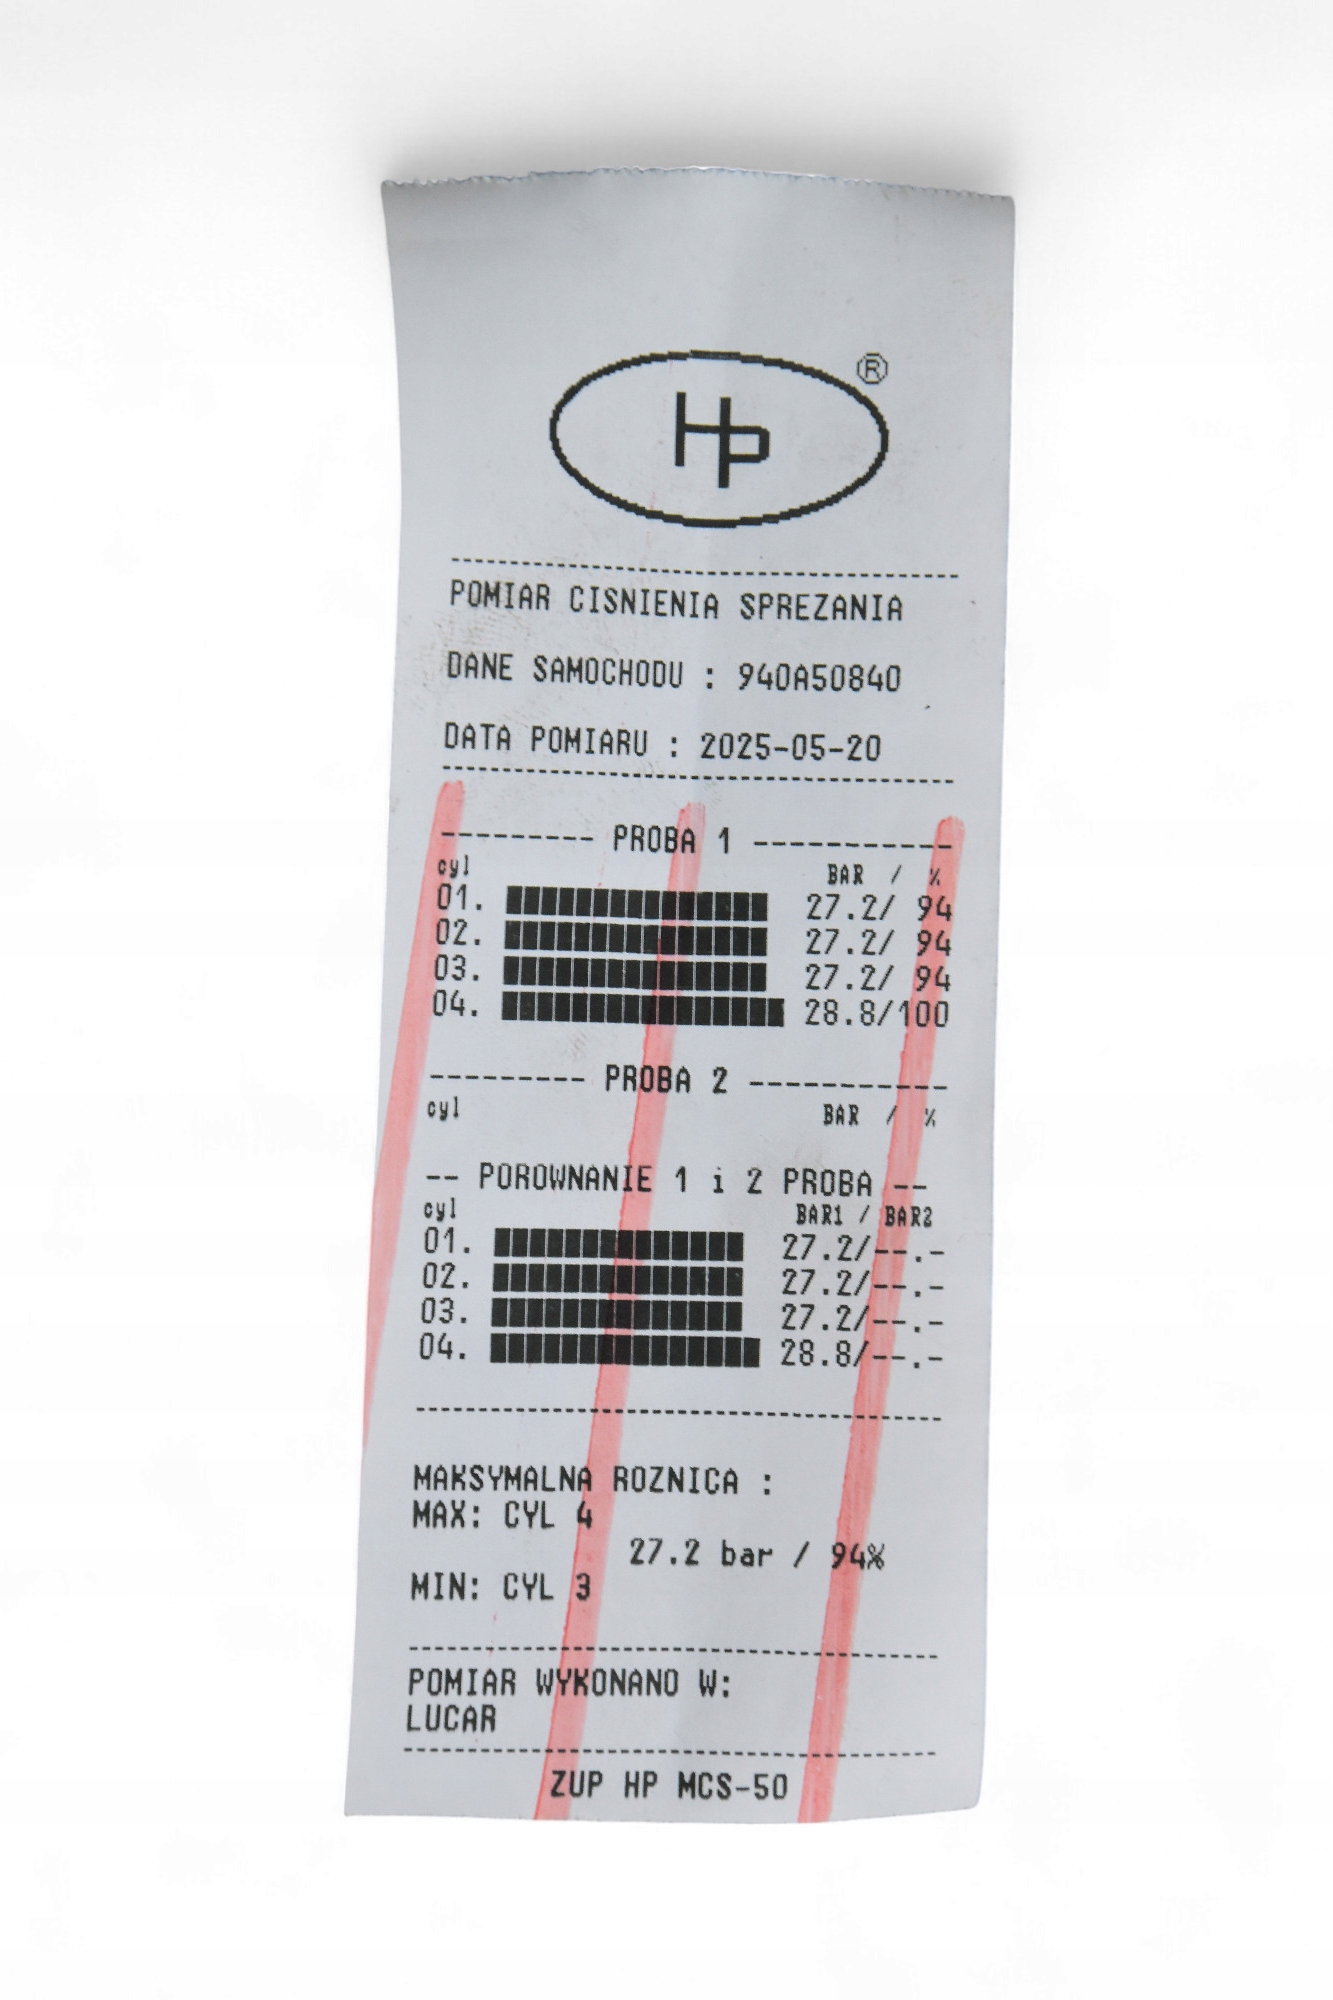 HP ®
POMIAR CISNIENIA SPREZANIA
DANE SAMOCHODU : 940A50840
DATA POMIARU : 2025-05-20
--------- PROBA 1 -----------
cyl BAR / %
01. 27.2/ 94
02. 27.2/ 94
03. 27.2/ 94
04. 28.8/100
--------- PROBA 2 -----------
cyl BAR / %
-- POROWNANIE 1 i 2 PROBA --
cyl BAR1 / BAR2
01. 27.2/--.-
02. 27.2/--.-
03. 27.2/--.-
04. 28.8/--.-
MAKSYMALNA ROZNICA :
MAX: CYL 4
27.2 bar / 94%
MIN: CYL 3
POMIAR WYKONANO W:
LUCAR
ZUP HP MCS-50